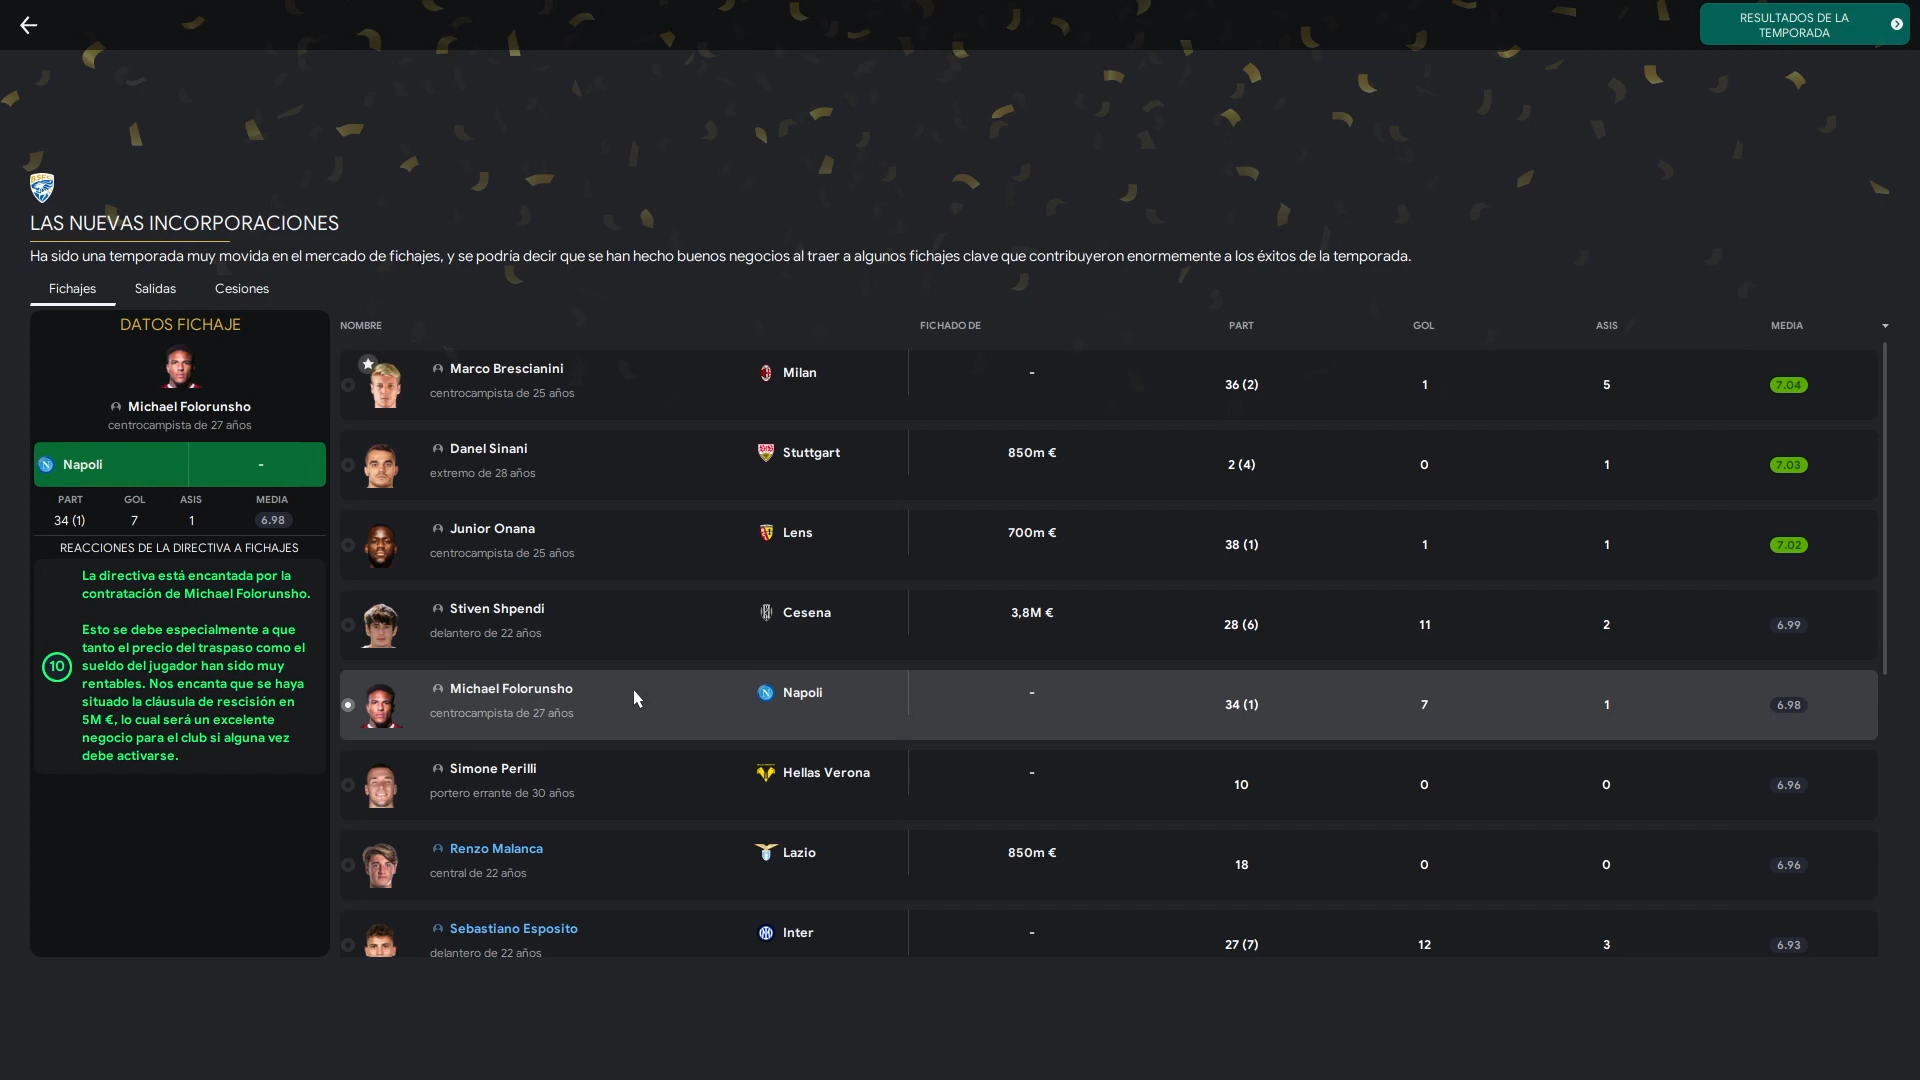 RESULTADOS DE LA
TEMPORADA
LAS NUEVAS INCORPORACIONES
Ha sido una temporada muy movida en el mercado de fichajes, y se podría decir que se han hecho buenos negocios al traer a algunos fichajes clave que contribuyeron enormemente a los éxitos de la temporada.
Fichajes Salidas Cesiones
DATOS FICHAJE
Michael Folorunsho
centrocampista de 27 años
Napoli -
PART GOL ASIS MEDIA
34 (1) 7 1 6.98
REACCIONES DE LA DIRECTIVA A FICHAJES
La directiva está encantada por la
contratación de Michael Folorunsho.
Esto se debe especialmente a que
tanto el precio del traspaso como el
10 sueldo del jugador han sido muy
rentables. Nos encanta que se haya
situado la cláusula de rescisión en
5M €, lo cual será un excelente
negocio para el club si alguna vez
debe activarse.
NOMBRE FICHADO DE PART GOL ASIS MEDIA
Marco Brescianini Milan -
centrocampista de 25 años 36 (2) 1 5 7.04
Danel Sinani Stuttgart 850m €
extremo de 28 años 2 (4) 0 1 7.03
Junior Onana Lens 700m €
centrocampista de 25 años 38 (1) 1 1 7.02
Stiven Shpendi Cesena 3,8M €
delantero de 22 años 28 (6) 11 2 6.99
Michael Folorunsho Napoli -
centrocampista de 27 años 34 (1) 7 1 6.98
Simone Perilli Hellas Verona -
portero errante de 30 años 10 0 0 6.96
Renzo Malanca Lazio 850m €
central de 22 años 18 0 0 6.96
Sebastiano Esposito Inter -
delantero de 22 años 27 (7) 12 3 6.93